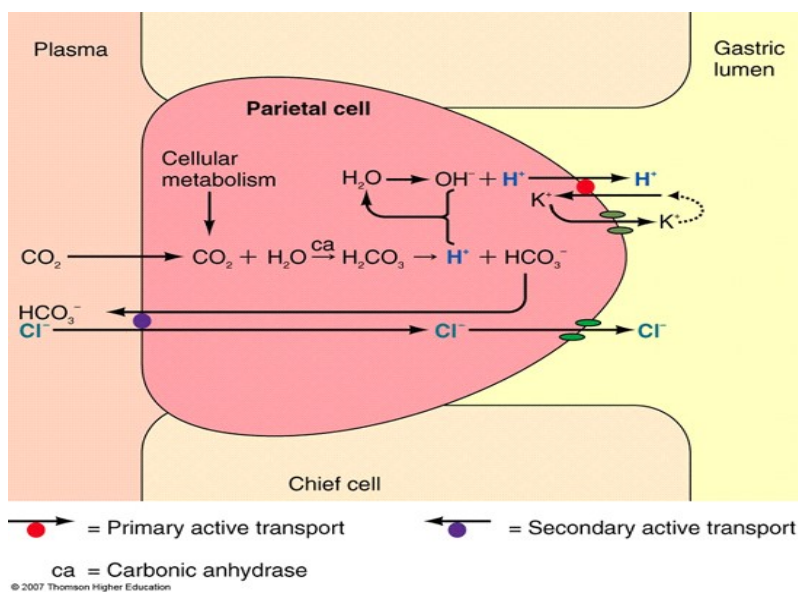 Plasma
Gastric
lumen
Parietal cell
Cellular
metabolism
H₂O → OH⁻ + H⁺ → H⁺
K⁺
K⁺
CO₂ → CO₂ + H₂O ca→ H₂CO₃ → H⁺ + HCO₃⁻
HCO₃⁻
Cl⁻ → Cl⁻ → Cl⁻
Chief cell
= Primary active transport
= Secondary active transport
ca = Carbonic anhydrase
© 2007 Thomson Higher Education